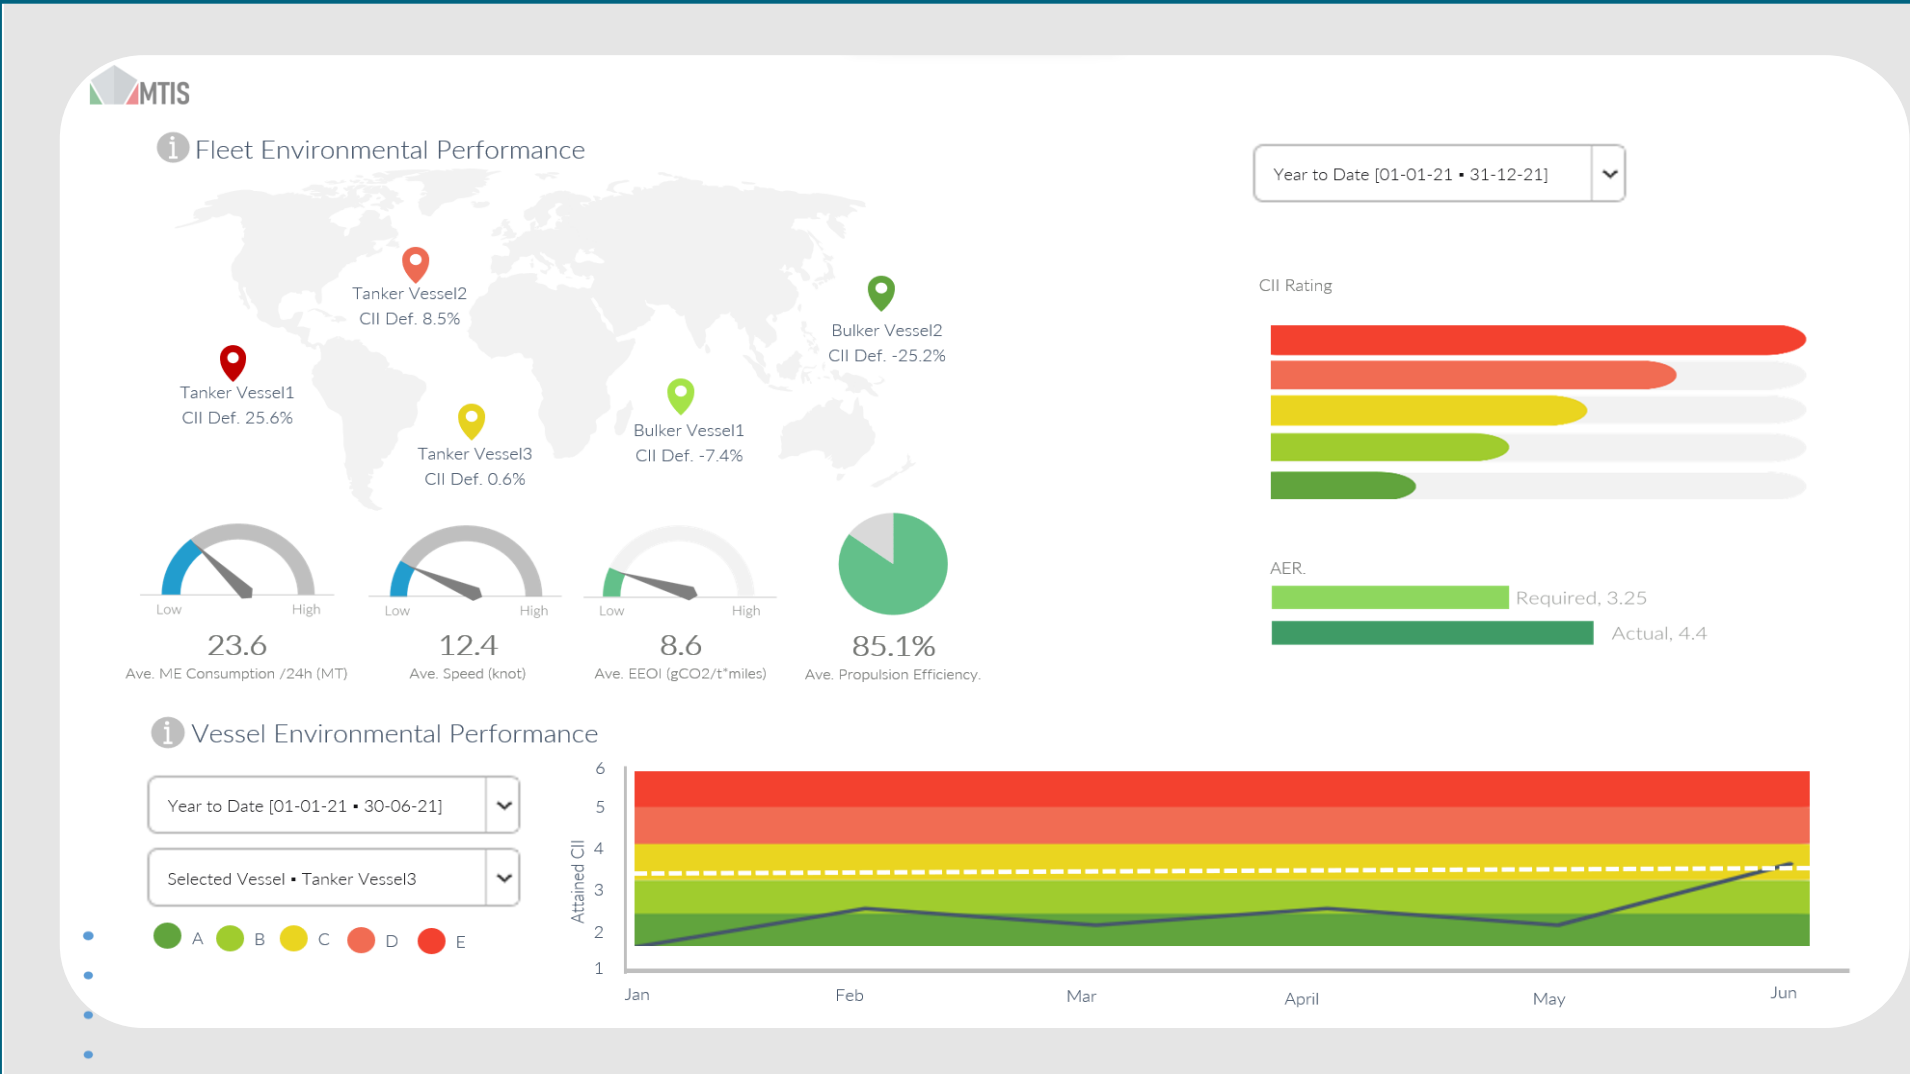 MTIS
Fleet Environmental Performance
Year to Date [01-01-21 ▪ 31-12-21]
Tanker Vessel2
CII Def. 8.5%
Bulker Vessel2
CII Def. -25.2%
Tanker Vessel1
CII Def. 25.6%
Tanker Vessel3
CII Def. 0.6%
Bulker Vessel1
CII Def. -7.4%
CII Rating
Low High
23.6
Ave. ME Consumption /24h (MT)
Low High
12.4
Ave. Speed (knot)
Low High
8.6
Ave. EEOI (gCO2/t*miles)
85.1%
Ave. Propulsion Efficiency.
AER.
Required, 3.25
Actual, 4.4
Vessel Environmental Performance
Year to Date [01-01-21 ▪ 30-06-21]
Selected Vessel ▪ Tanker Vessel3
A B C D E
Attained CII
6
5
4
3
2
1
Jan Feb Mar April May Jun